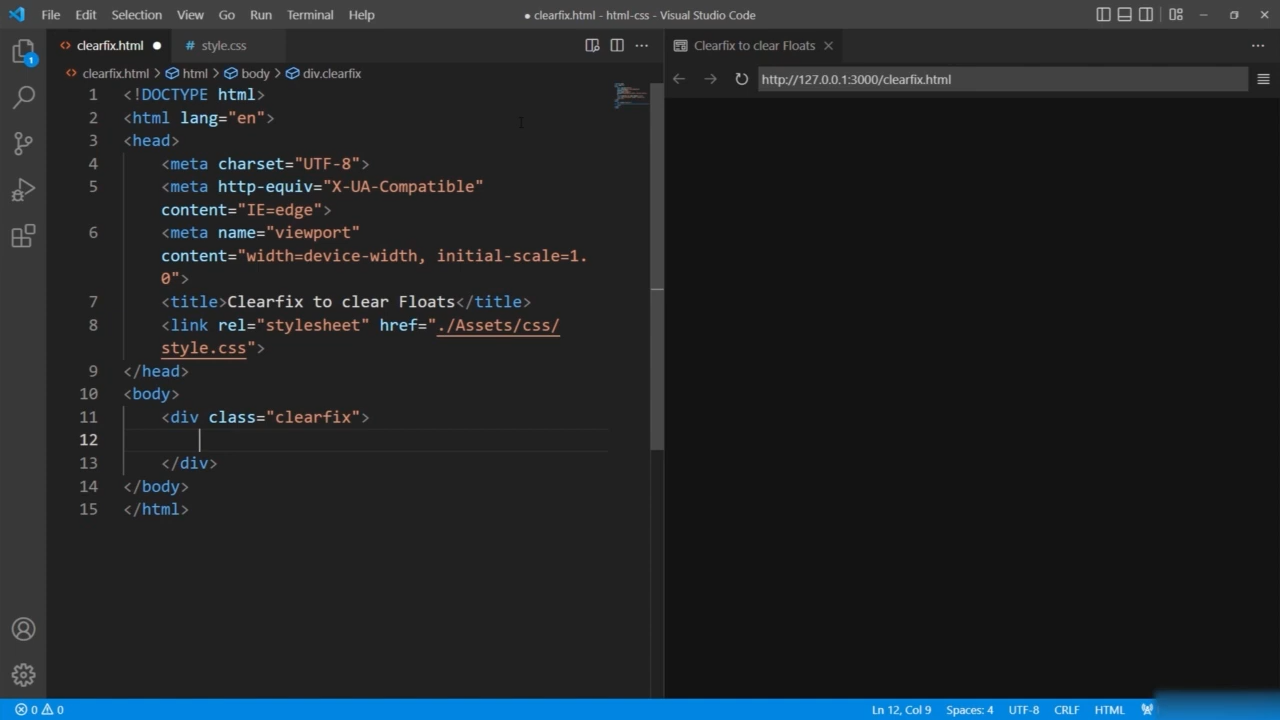 File Edit Selection View Go Run Terminal Help ● clearfix.html - html-css - Visual Studio Code
clearfix.html ● # style.css ···
Clearfix to clear Floats ···
clearfix.html > html > body > div.clearfix
http://127.0.0.1:3000/clearfix.html
1 <!DOCTYPE html>
2 <html lang="en">
3 <head>
4 <meta charset="UTF-8">
5 <meta http-equiv="X-UA-Compatible"
content="IE=edge">
6 <meta name="viewport"
content="width=device-width, initial-scale=1.
0">
7 <title>Clearfix to clear Floats</title>
8 <link rel="stylesheet" href="./Assets/css/
style.css">
9 </head>
10 <body>
11 <div class="clearfix">
12
13 </div>
14 </body>
15 </html>
1
0 0 Ln 12, Col 9 Spaces: 4 UTF-8 CRLF HTML